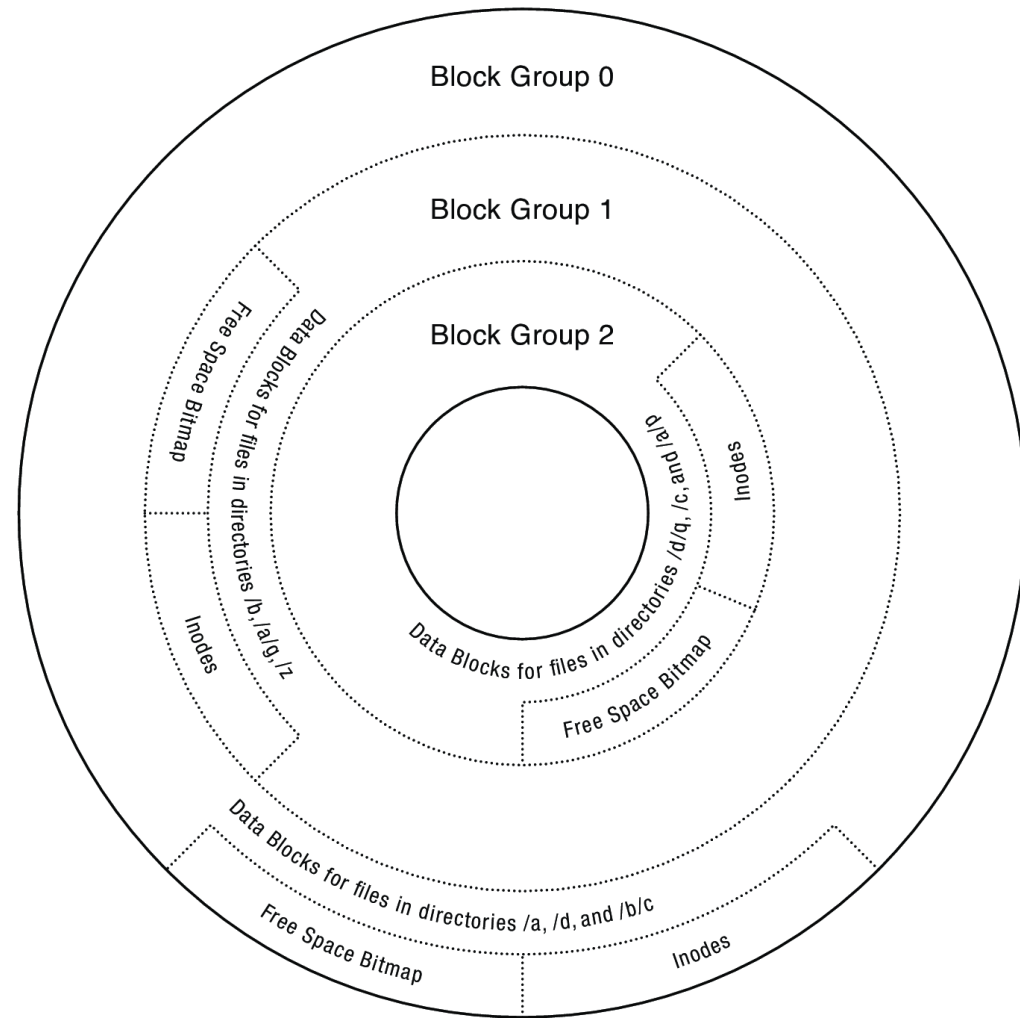 Block Group 0
Block Group 1
Block Group 2
Free Space Bitmap
Data Blocks for files in directories /b, /a/g, /z
Inodes
Data Blocks for files in directories /d/q, /c, and /a/p
Inodes
Free Space Bitmap
Data Blocks for files in directories /a, /d, and /b/c
Free Space Bitmap
Inodes